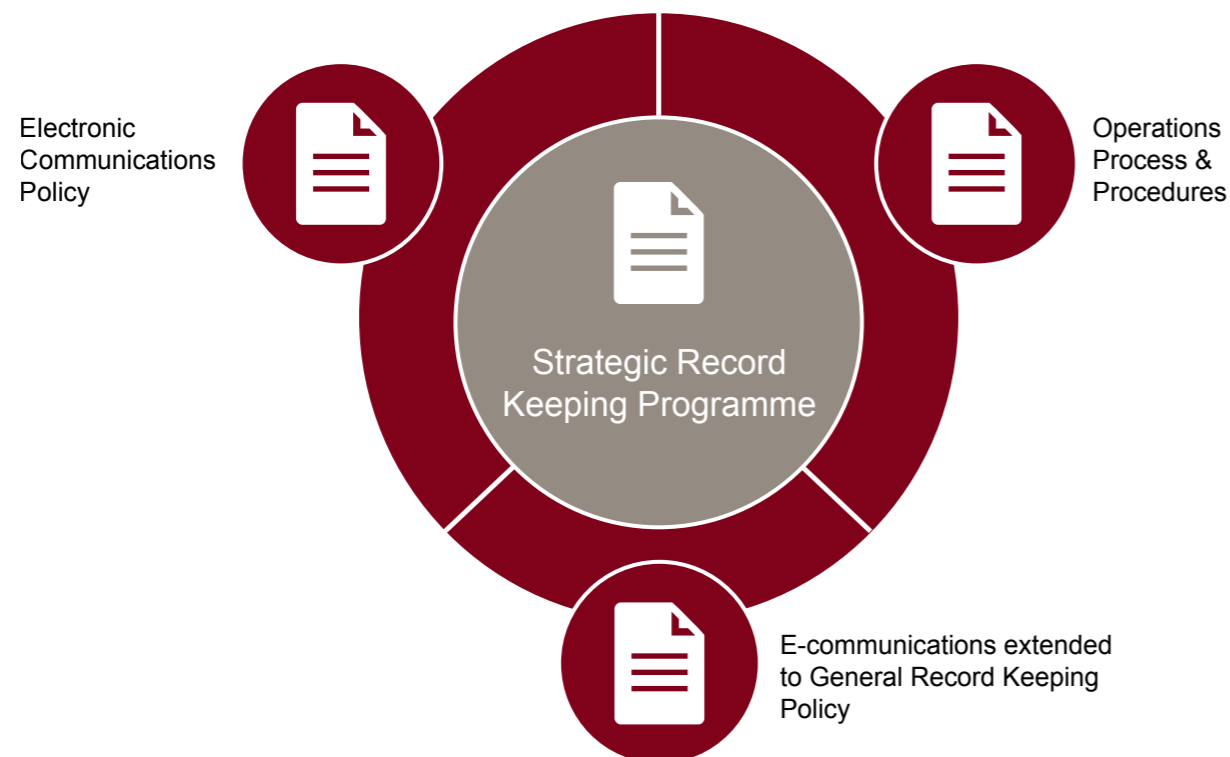 Electronic
Communications
Policy
Operations
Process &
Procedures
Strategic Record
Keeping Programme
E-communications extended
to General Record Keeping
Policy